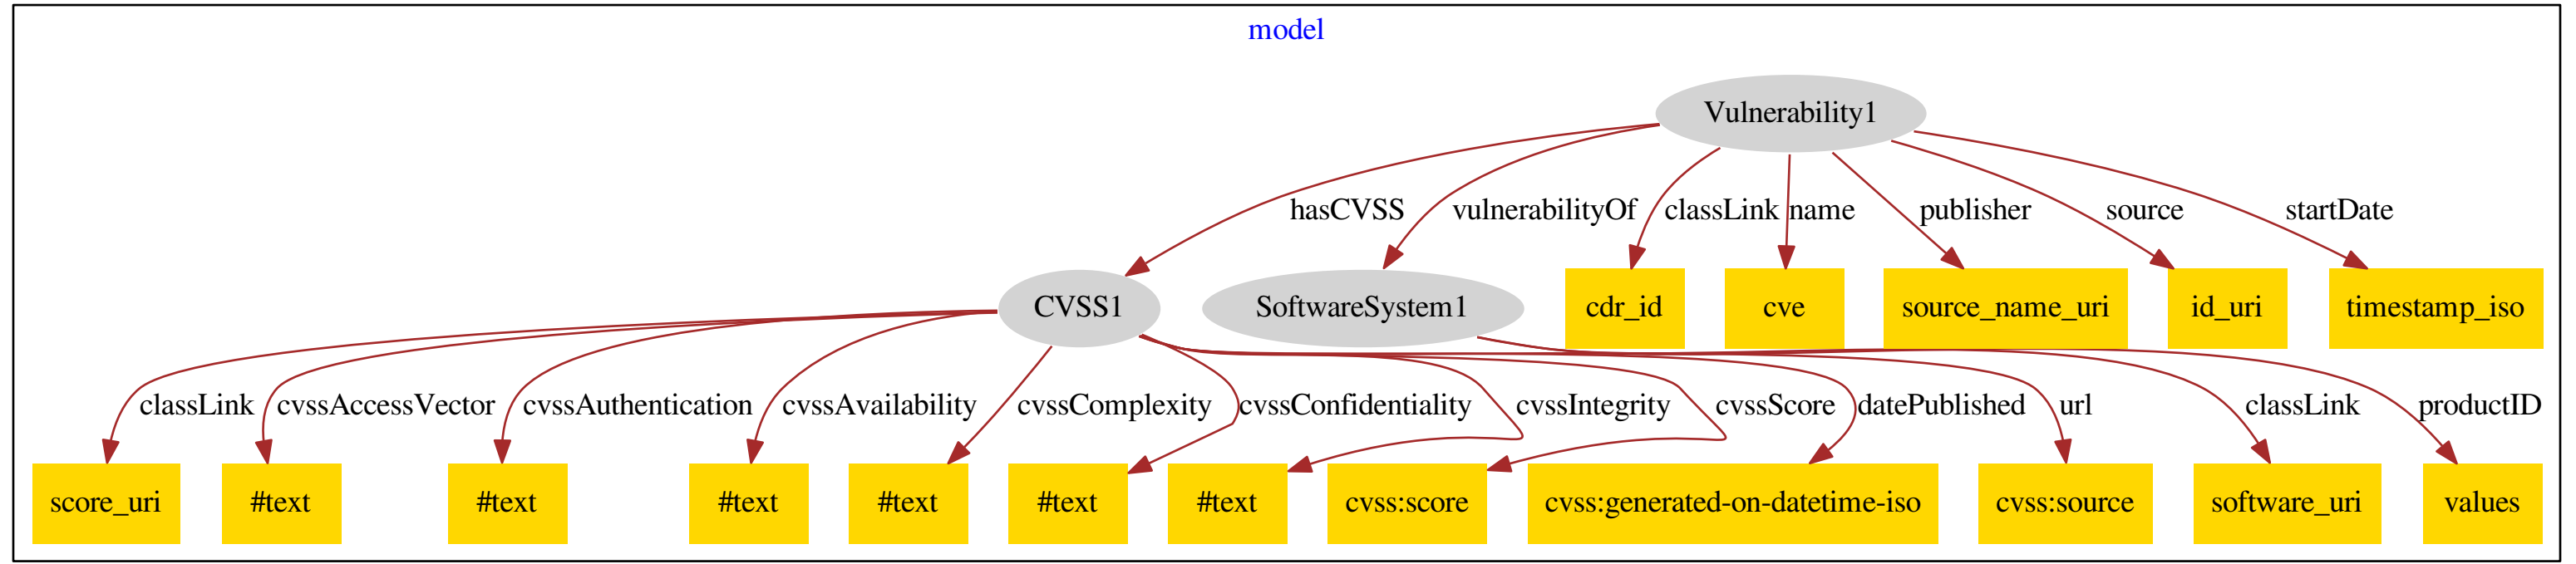 model
Vulnerability1
hasCVSS
vulnerabilityOf
classLink
name
publisher
source
startDate
CVSS1
SoftwareSystem1
cdr_id
cve
source_name_uri
id_uri
timestamp_iso
classLink
cvssAccessVector
cvssAuthentication
cvssAvailability
cvssComplexity
cvssConfidentiality
cvssIntegrity
cvssScore
datePublished
url
classLink
productID
score_uri
#text
#text
#text
#text
#text
#text
cvss:score
cvss:generated-on-datetime-iso
cvss:source
software_uri
values